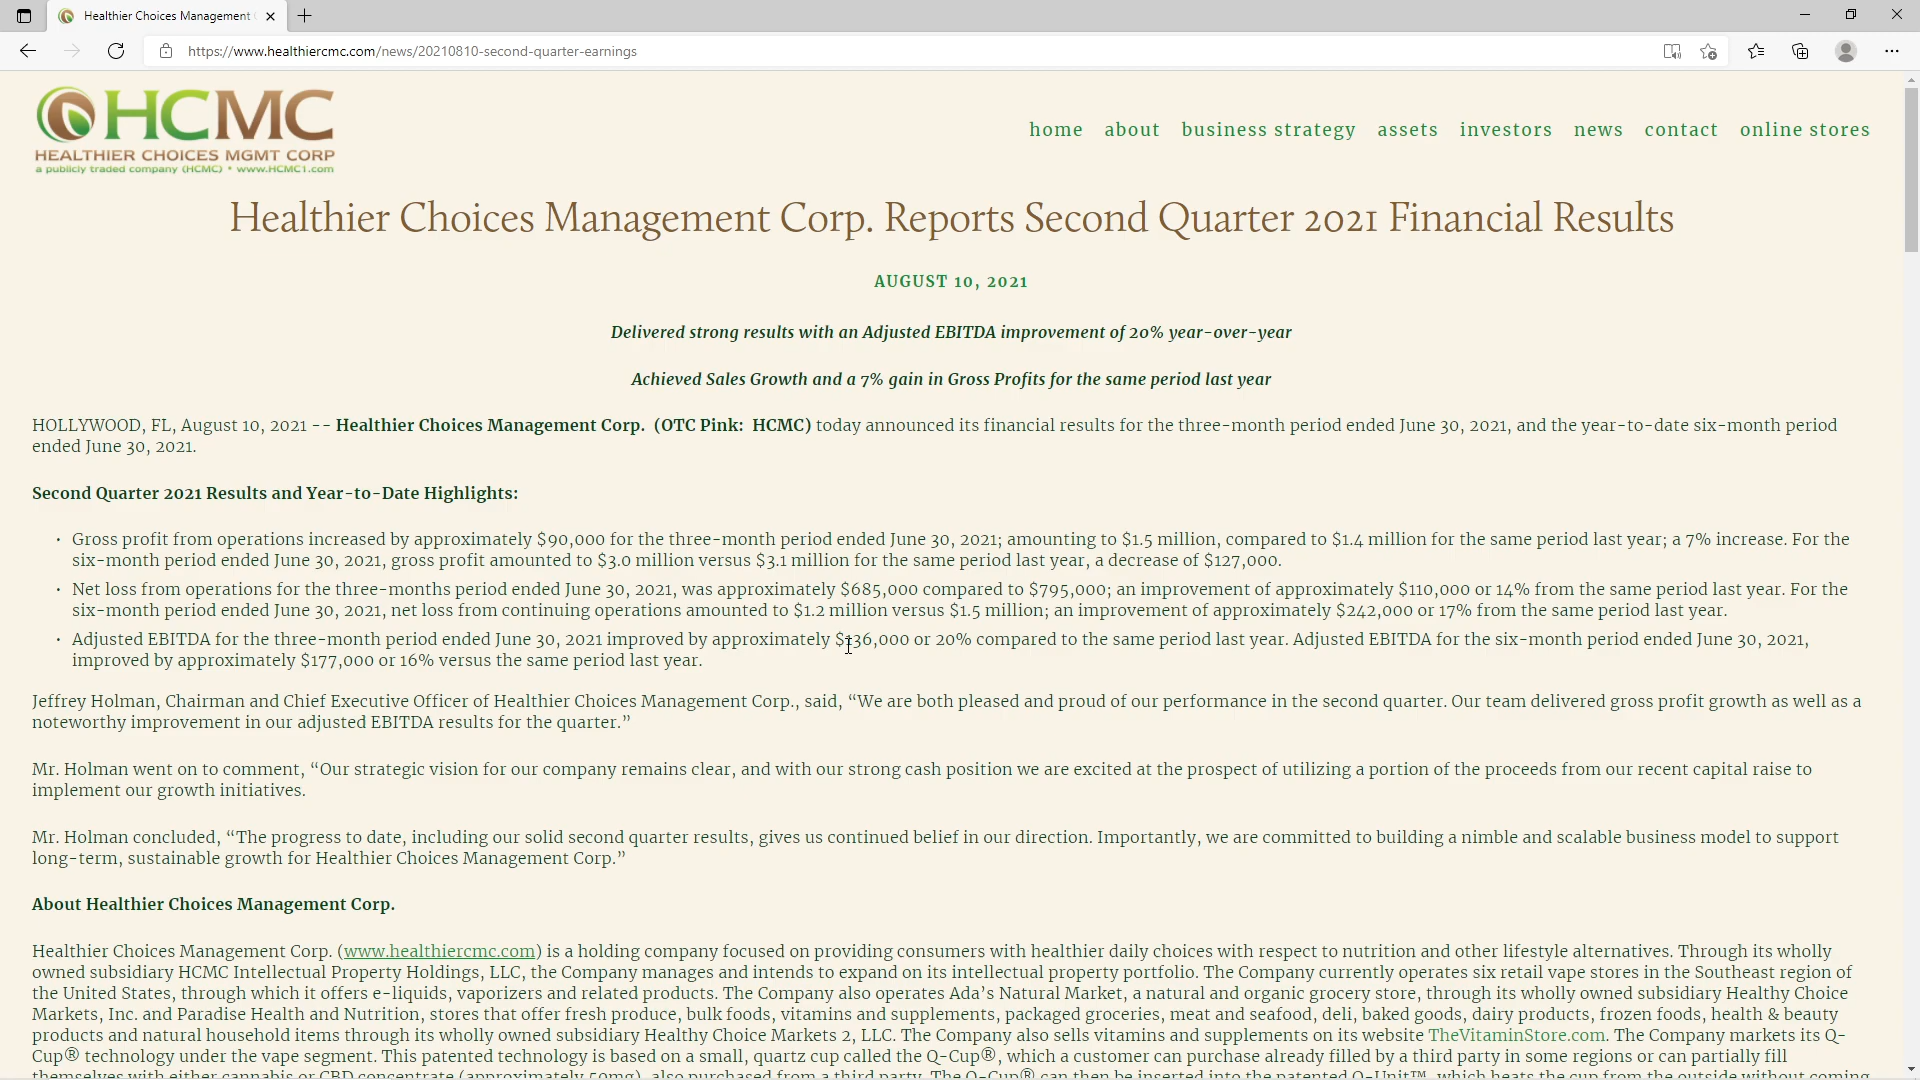 Healthier Choices Management
https://www.healthiercmc.com/news/20210810-second-quarter-earnings
HCMC
HEALTHIER CHOICES MGMT CORP
a publicly traded company (HCMC) • www.HCMC1.com
home about business strategy assets investors news contact online stores
Healthier Choices Management Corp. Reports Second Quarter 2021 Financial Results
AUGUST 10, 2021
Delivered strong results with an Adjusted EBITDA improvement of 20% year-over-year
Achieved Sales Growth and a 7% gain in Gross Profits for the same period last year
HOLLYWOOD, FL, August 10, 2021 -- Healthier Choices Management Corp. (OTC Pink: HCMC) today announced its financial results for the three-month period ended June 30, 2021, and the year-to-date six-month period
ended June 30, 2021.
Second Quarter 2021 Results and Year-to-Date Highlights:
• Gross profit from operations increased by approximately $90,000 for the three-month period ended June 30, 2021; amounting to $1.5 million, compared to $1.4 million for the same period last year; a 7% increase. For the
six-month period ended June 30, 2021, gross profit amounted to $3.0 million versus $3.1 million for the same period last year, a decrease of $127,000.
• Net loss from operations for the three-months period ended June 30, 2021, was approximately $685,000 compared to $795,000; an improvement of approximately $110,000 or 14% from the same period last year. For the
six-month period ended June 30, 2021, net loss from continuing operations amounted to $1.2 million versus $1.5 million; an improvement of approximately $242,000 or 17% from the same period last year.
• Adjusted EBITDA for the three-month period ended June 30, 2021 improved by approximately $136,000 or 20% compared to the same period last year. Adjusted EBITDA for the six-month period ended June 30, 2021,
improved by approximately $177,000 or 16% versus the same period last year.
Jeffrey Holman, Chairman and Chief Executive Officer of Healthier Choices Management Corp., said, “We are both pleased and proud of our performance in the second quarter. Our team delivered gross profit growth as well as a
noteworthy improvement in our adjusted EBITDA results for the quarter.”
Mr. Holman went on to comment, “Our strategic vision for our company remains clear, and with our strong cash position we are excited at the prospect of utilizing a portion of the proceeds from our recent capital raise to
implement our growth initiatives.
Mr. Holman concluded, “The progress to date, including our solid second quarter results, gives us continued belief in our direction. Importantly, we are committed to building a nimble and scalable business model to support
long-term, sustainable growth for Healthier Choices Management Corp.”
About Healthier Choices Management Corp.
Healthier Choices Management Corp. (www.healthiercmc.com) is a holding company focused on providing consumers with healthier daily choices with respect to nutrition and other lifestyle alternatives. Through its wholly
owned subsidiary HCMC Intellectual Property Holdings, LLC, the Company manages and intends to expand on its intellectual property portfolio. The Company currently operates six retail vape stores in the Southeast region of
the United States, through which it offers e-liquids, vaporizers and related products. The Company also operates Ada’s Natural Market, a natural and organic grocery store, through its wholly owned subsidiary Healthy Choice
Markets, Inc. and Paradise Health and Nutrition, stores that offer fresh produce, bulk foods, vitamins and supplements, packaged groceries, meat and seafood, deli, baked goods, dairy products, frozen foods, health & beauty
products and natural household items through its wholly owned subsidiary Healthy Choice Markets 2, LLC. The Company also sells vitamins and supplements on its website TheVitaminStore.com. The Company markets its Q-
Cup® technology under the vape segment. This patented technology is based on a small, quartz cup called the Q-Cup®, which a customer can purchase already filled by a third party in some regions or can partially fill
themselves with either cannabis or CBD concentrate (approximately 50mg), also purchased from a third party. The Q-Cup® can then be inserted into the patented Q-Unit™, which heats the cup from the outside without coming